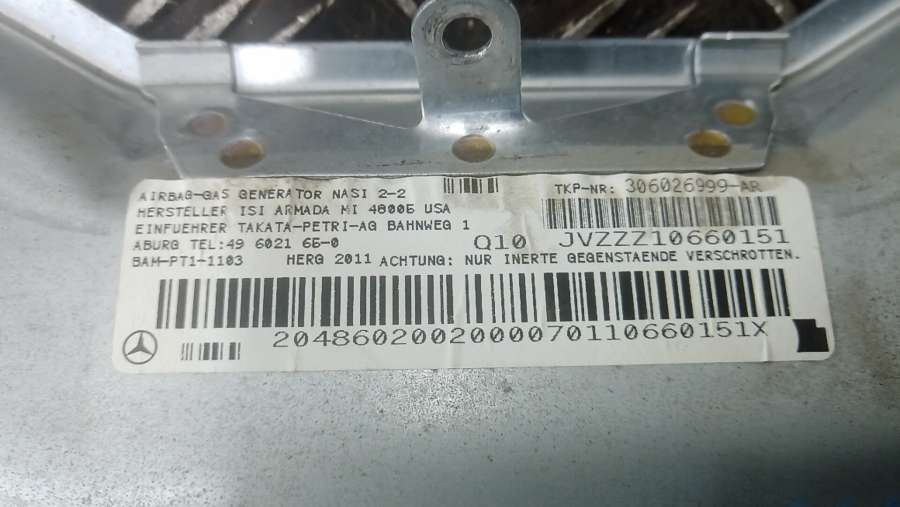 AIRBAG-GAS GENERATOR NASI 2-2
HERSTELLER ISI ARMADA MI 48005 USA
EINFUEHRER TAKATA-PETRI-AG BAHNWEG 1
ABURG TEL:49 6021 65-0
BAM-PT1-1103 HERG 2011 ACHTUNG: NUR INERTE GEGENSTAENDE VERSCHROTTEN.
TKP-NR: 306026999-AR
Q10 JVZZZ10660151
2048602002000070110660151X